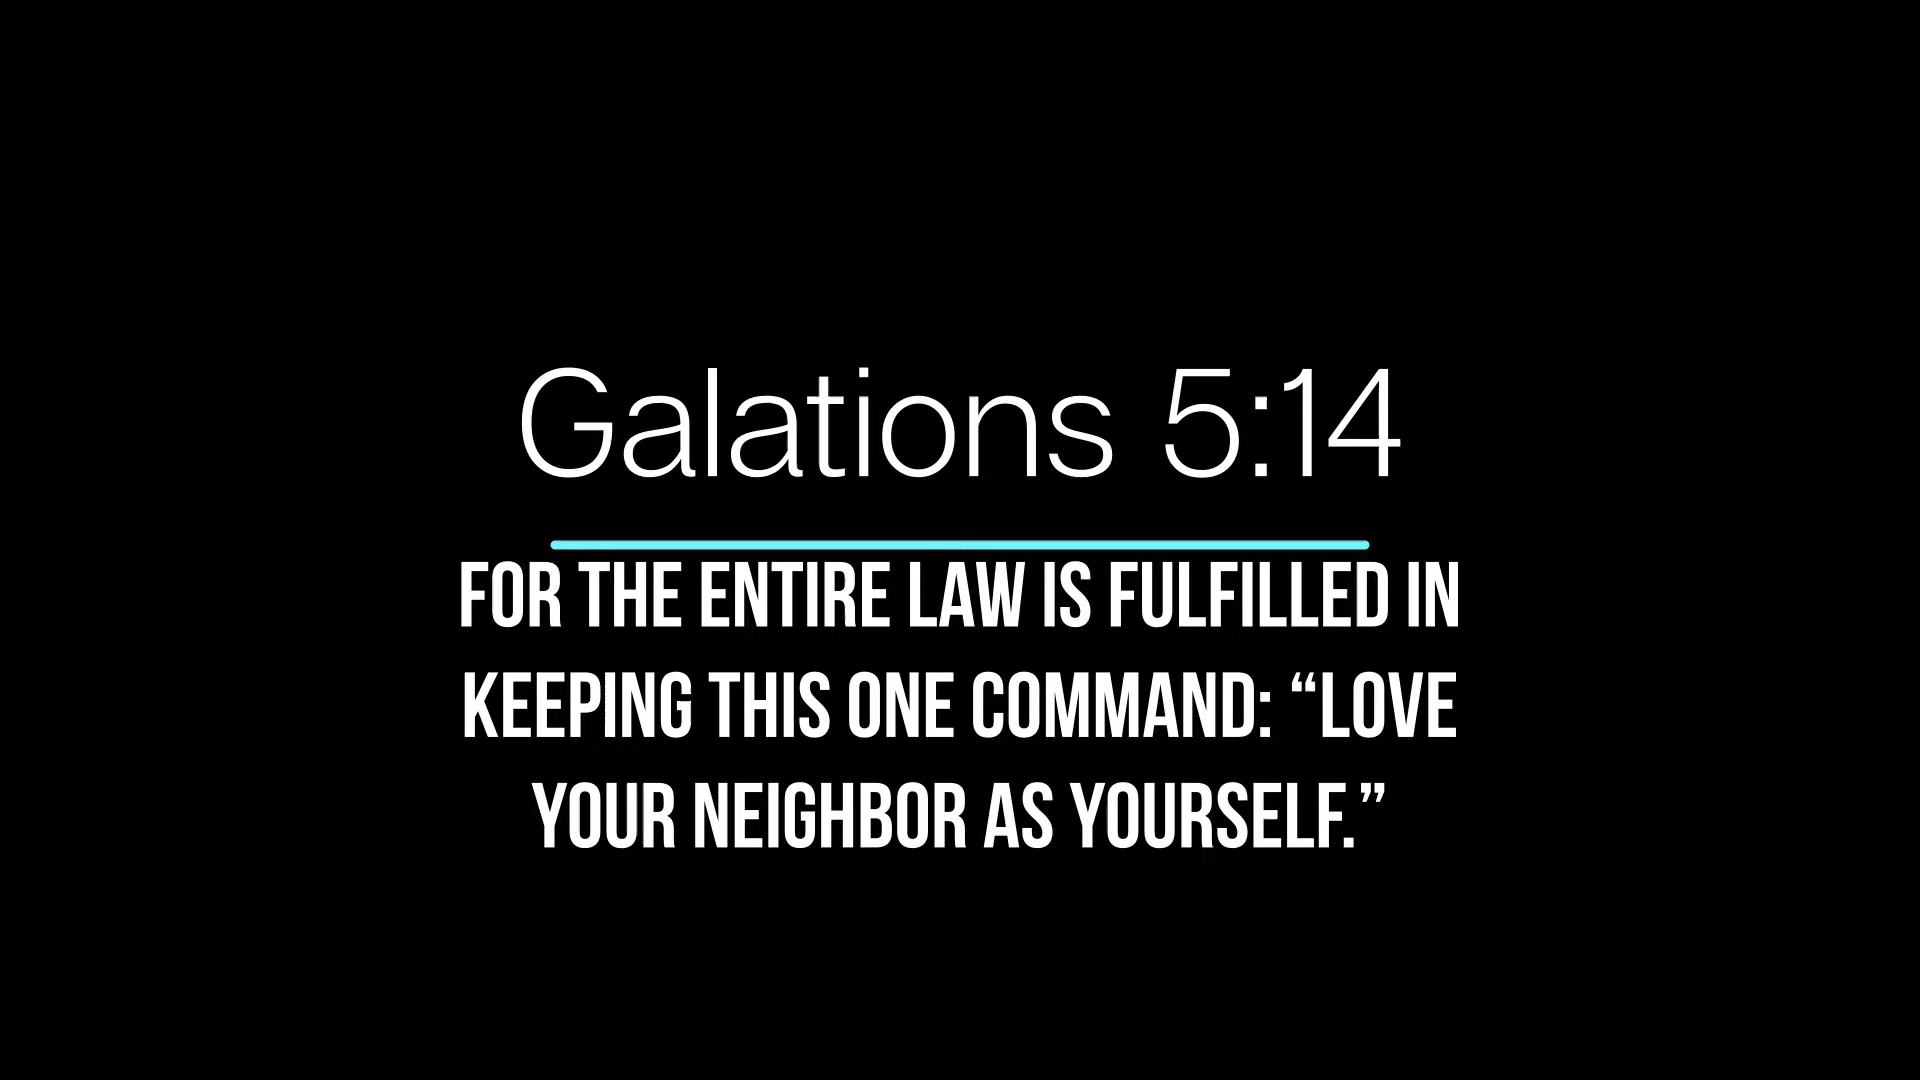 Galations 5:14
FOR THE ENTIRE LAW IS FULFILLED IN
KEEPING THIS ONE COMMAND: “LOVE
YOUR NEIGHBOR AS YOURSELF.”